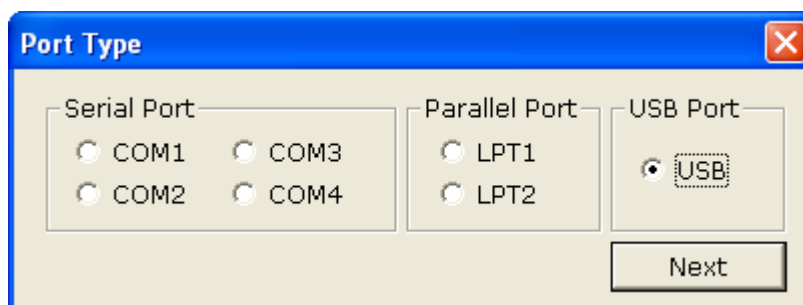 Port Type
Serial Port Parallel Port USB Port
COM1 COM3 LPT1 USB
COM2 COM4 LPT2
Next